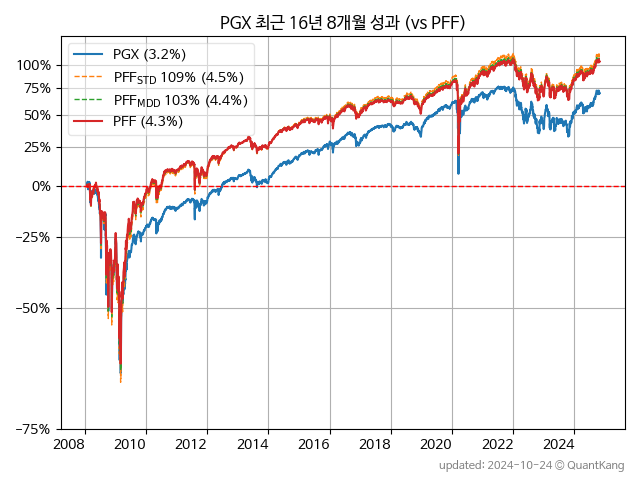 PGX 최근 16년 8개월 성과 (vs PFF)
PGX (3.2%)
PFF_STD 109% (4.5%)
PFF_MDD 103% (4.4%)
PFF (4.3%)
100%
75%
50%
25%
0%
−25%
−50%
−75%
2008 2010 2012 2014 2016 2018 2020 2022 2024
updated: 2024-10-24 © QuantKang